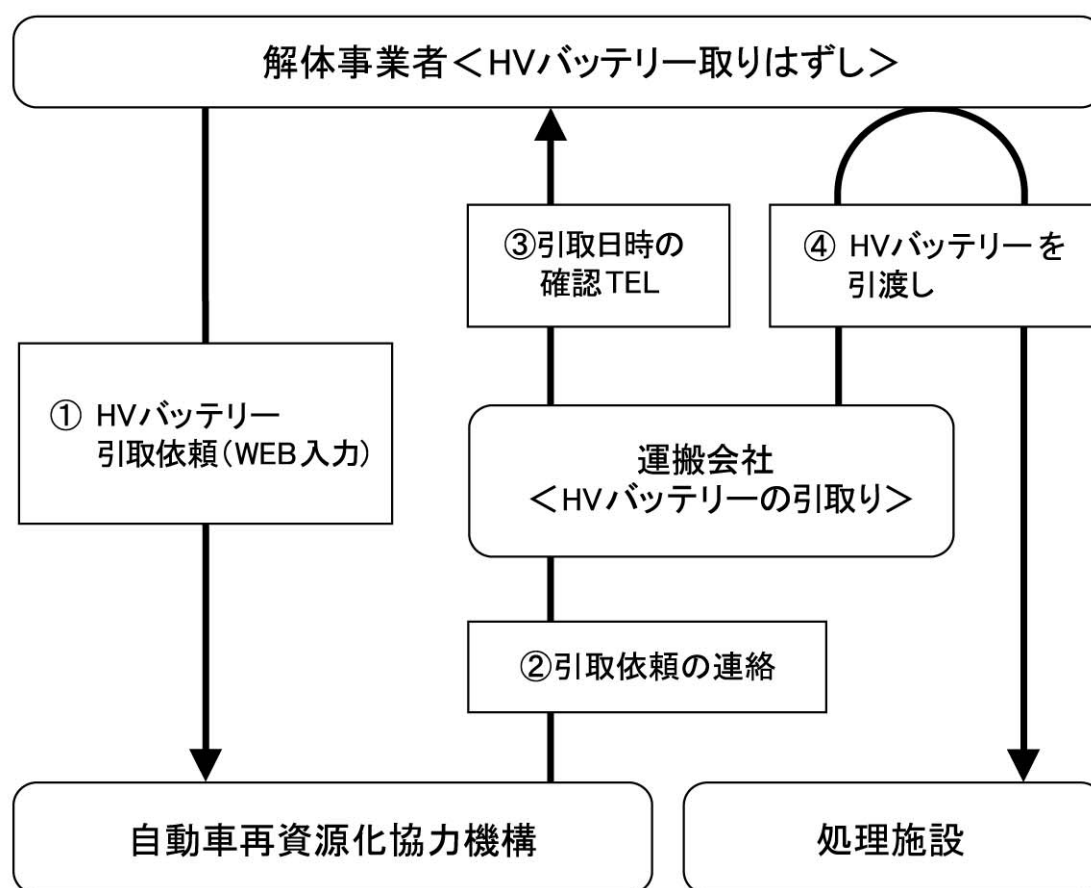 解体事業者＜HVバッテリー取りはずし＞
③引取日時の
確認TEL
④ HVバッテリーを
引渡し
① HVバッテリー
引取依頼（WEB入力）
運搬会社
＜HVバッテリーの引取り＞
②引取依頼の連絡
自動車再資源化協力機構
処理施設